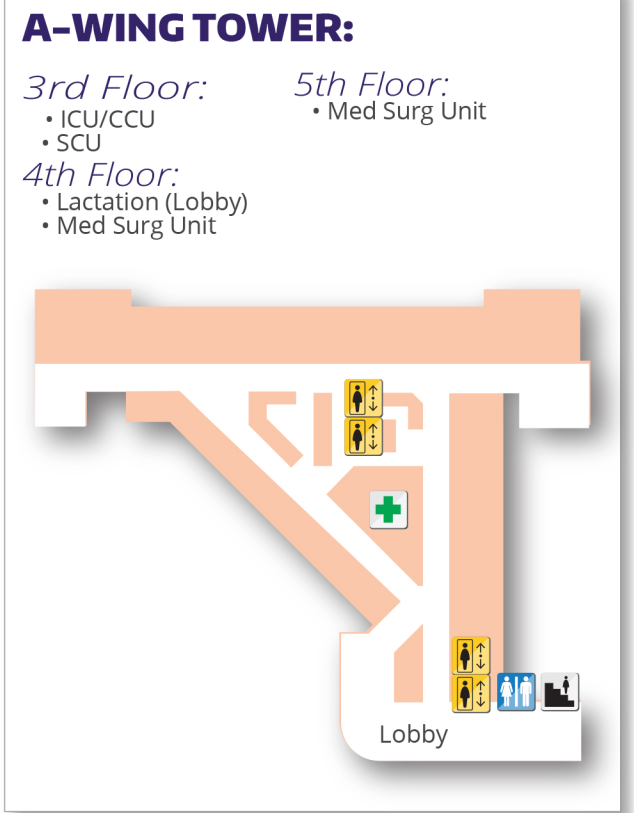 A-WING TOWER:
3rd Floor:
• ICU/CCU
• SCU
4th Floor:
• Lactation (Lobby)
• Med Surg Unit
5th Floor:
• Med Surg Unit
Lobby